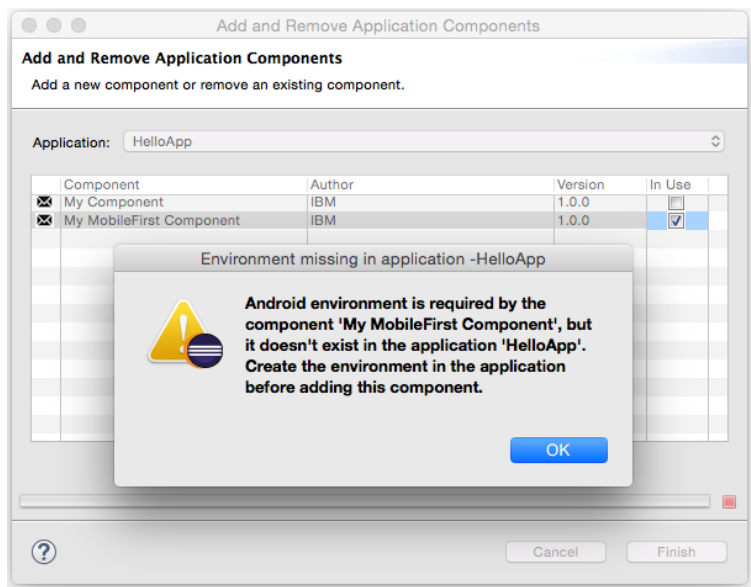 Add and Remove Application Components
Add and Remove Application Components
Add a new component or remove an existing component.
Application: HelloApp
Component Author Version In Use
My Component IBM 1.0.0
My MobileFirst Component IBM 1.0.0
Environment missing in application -HelloApp
Android environment is required by the
component 'My MobileFirst Component', but
it doesn't exist in the application 'HelloApp'.
Create the environment in the application
before adding this component.
OK
? Cancel Finish